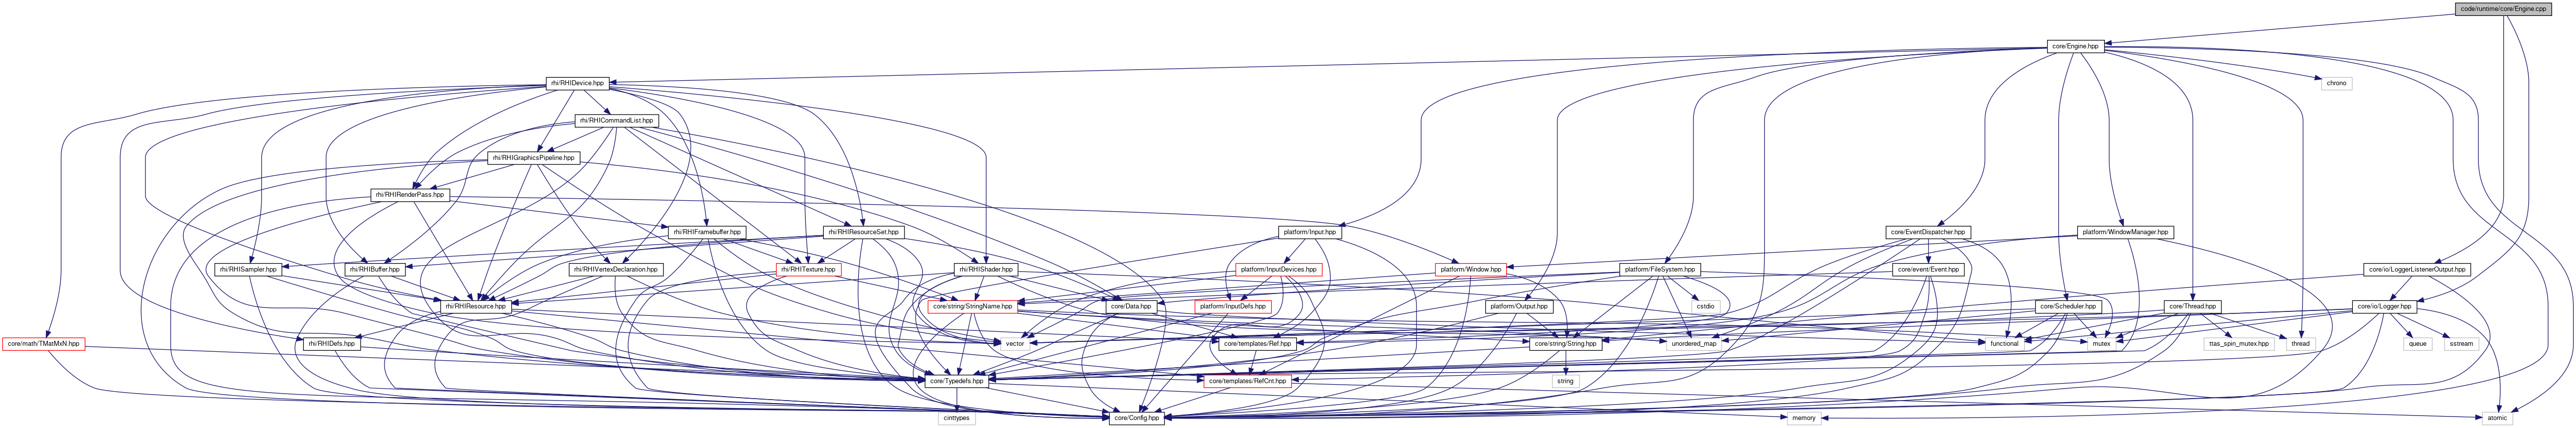 code/runtime/core/Engine.cpp
core/Engine.hpp
rhi/RHIDevice.hpp
chrono
rhi/RHICommandList.hpp
rhi/RHIGraphicsPipeline.hpp
rhi/RHIRenderPass.hpp
rhi/RHIFramebuffer.hpp
rhi/RHIResourceSet.hpp
platform/Input.hpp
core/EventDispatcher.hpp
platform/WindowManager.hpp
rhi/RHISampler.hpp
rhi/RHIBuffer.hpp
rhi/RHIVertexDeclaration.hpp
rhi/RHITexture.hpp
rhi/RHIShader.hpp
platform/InputDevices.hpp
platform/Window.hpp
platform/FileSystem.hpp
core/event/Event.hpp
core/io/LoggerListenerOutput.hpp
rhi/RHIResource.hpp
core/string/StringName.hpp
core/Data.hpp
platform/InputDefs.hpp
platform/Output.hpp
cstdio
core/Scheduler.hpp
core/Thread.hpp
core/io/Logger.hpp
core/math/TMatMxN.hpp
rhi/RHIDefs.hpp
vector
core/templates/Ref.hpp
core/string/String.hpp
unordered_map
functional
mutex
ttas_spin_mutex.hpp
thread
queue
sstream
core/Typedefs.hpp
core/templates/RefCnt.hpp
string
cinttypes
core/Config.hpp
memory
atomic